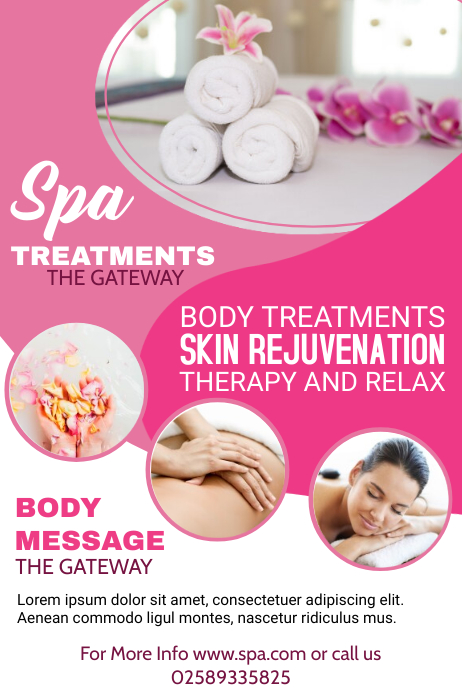 Spa
TREATMENTS
THE GATEWAY
BODY TREATMENTS
SKIN REJUVENATION
THERAPY AND RELAX
BODY
MESSAGE
THE GATEWAY
Lorem ipsum dolor sit amet, consectetuer adipiscing elit.
Aenean commodo ligul montes, nascetur ridiculus mus.
For More Info www.spa.com or call us
02589335825